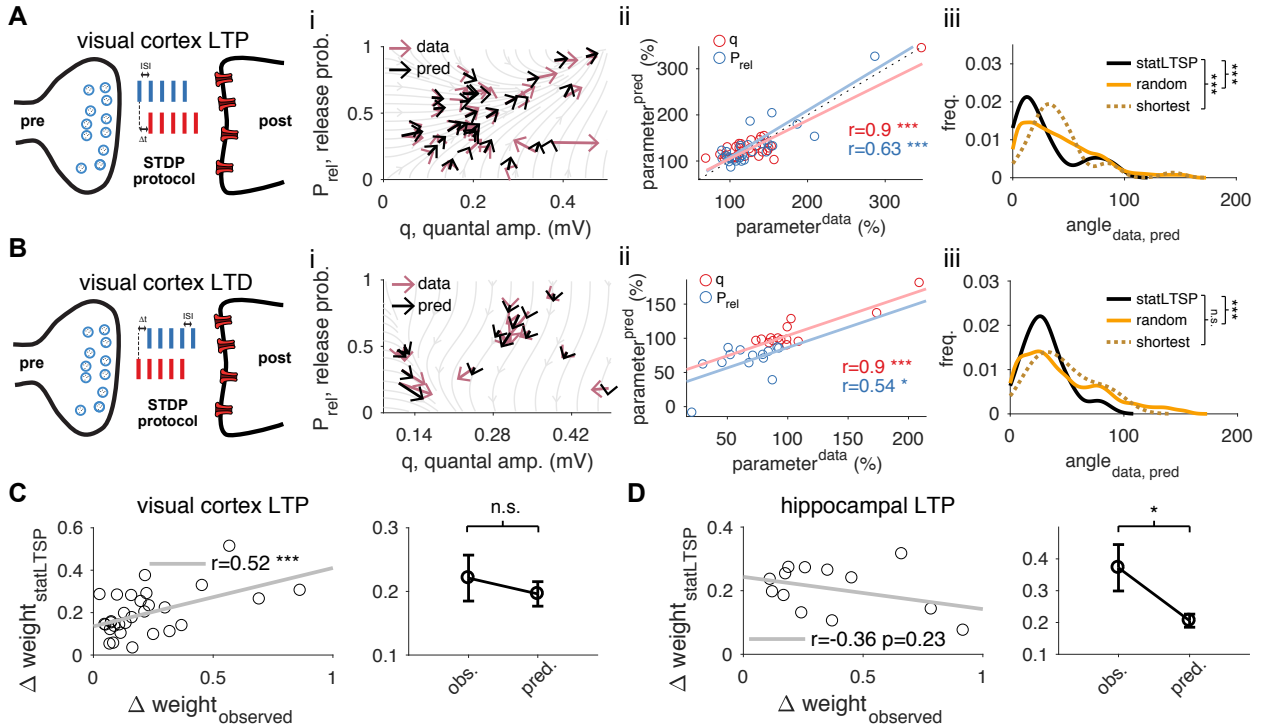 A
visual cortex LTP
ISI
pre
post
Δt
STDP
protocol
i
data
pred
P_rel, release prob.
1
0.5
0
0
0.2
0.4
q, quantal amp. (mV)
ii
q
P_rel
parameter^pred (%)
300
200
100
100
200
300
r=0.9 ***
r=0.63 ***
parameter^data (%)
iii
statLTSP
random
shortest
***
***
freq.
0.03
0.02
0.01
0
0
100
200
angle_data, pred
B
visual cortex LTD
Δt
ISI
pre
post
STDP
protocol
i
data
pred
P_rel, release prob.
1
0.5
0
0.14
0.28
0.42
q, quantal amp. (mV)
ii
q
P_rel
parameter^pred (%)
150
100
50
0
50
100
150
200
r=0.9 ***
r=0.54 *
parameter^data (%)
iii
statLTSP
random
shortest
***
n.s.
freq.
0.03
0.02
0.01
0
0
100
200
angle_data, pred
C
visual cortex LTP
Δ weight_statLTSP
0.6
0.4
0.2
0
r=0.52 ***
0
0.5
1
Δ weight_observed
n.s.
0.3
0.2
0.1
obs.
pred.
D
hippocampal LTP
Δ weight_statLTSP
0.4
0.2
0
r=-0.36 p=0.23
0
0.5
1
Δ weight_observed
*
0.4
0.3
0.2
0.1
obs.
pred.